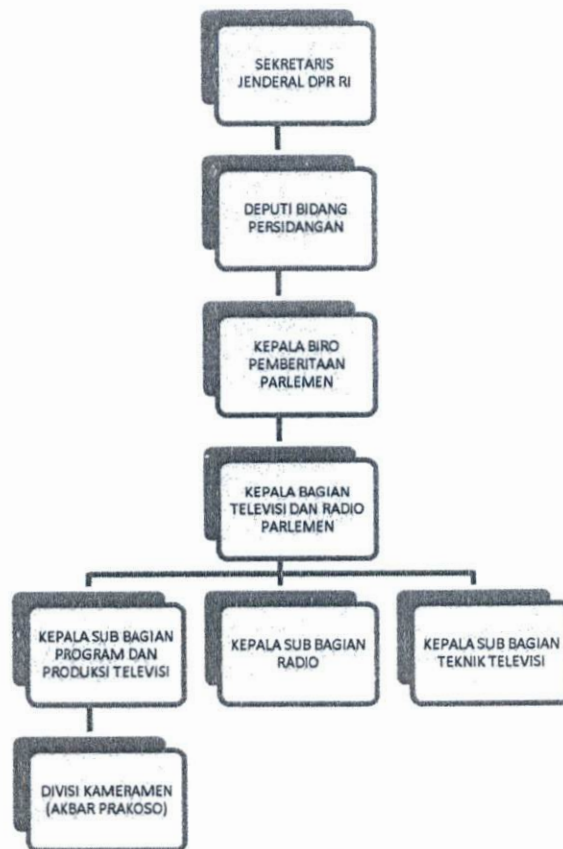 SEKRETARIS
JENDERAL DPR RI
DEPUTI BIDANG
PERSIDANGAN
KEPALA BIRO
PEMBERITAAN
PARLEMEN
KEPALA BAGIAN
TELEVISI DAN RADIO
PARLEMEN
KEPALA SUB BAGIAN
PROGRAM DAN
PRODUKSI TELEVISI
KEPALA SUB BAGIAN
RADIO
KEPALA SUB BAGIAN
TEKNIK TELEVISI
DIVISI KAMERAMEN
(AKBAR PRAKOSO)